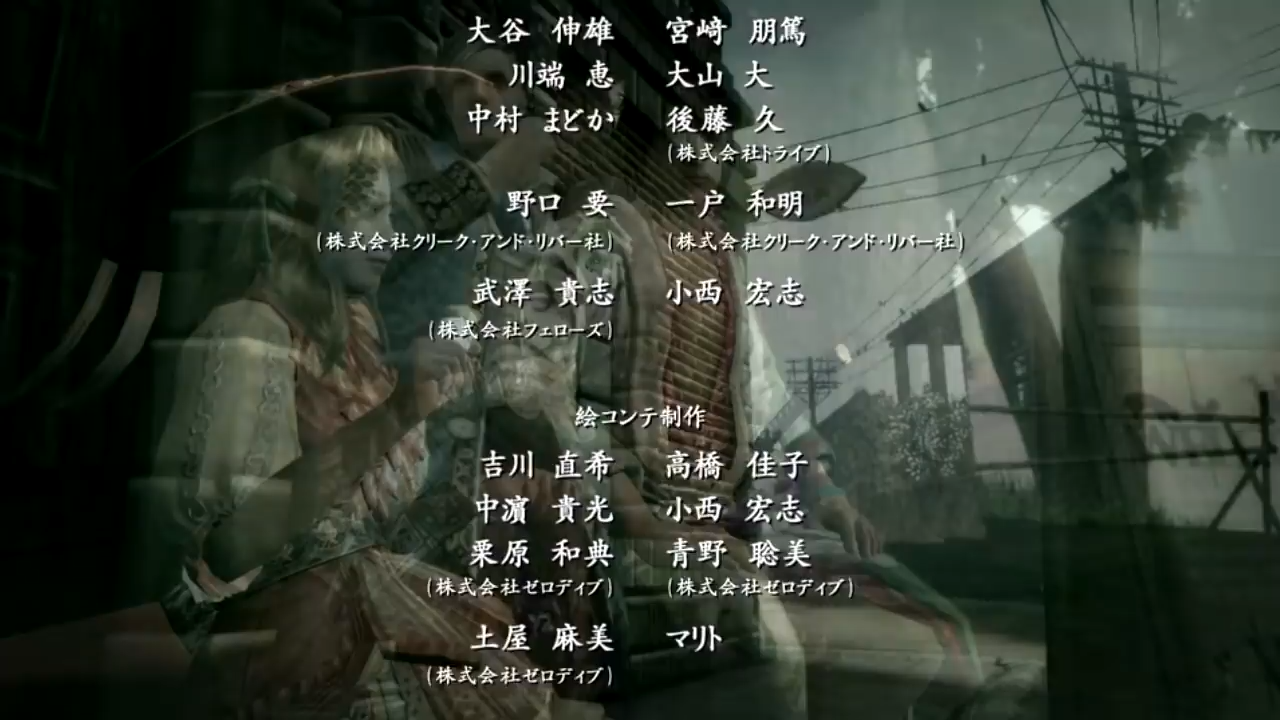 大谷 伸雄 宮﨑 朋篤
川端 恵 大山 大
中村 まどか 後藤 久
(株式会社トライブ)
野口 要 一戸 和明
(株式会社クリーク・アンド・リバー社) (株式会社クリーク・アンド・リバー社)
武澤 貴志 小西 宏志
(株式会社フェローズ)
絵コンテ制作
吉川 直希 高橋 佳子
中濱 貴光 小西 宏志
栗原 和典 青野 聡美
(株式会社ゼロディブ) (株式会社ゼロディブ)
土屋 麻美 マリト
(株式会社ゼロディブ)